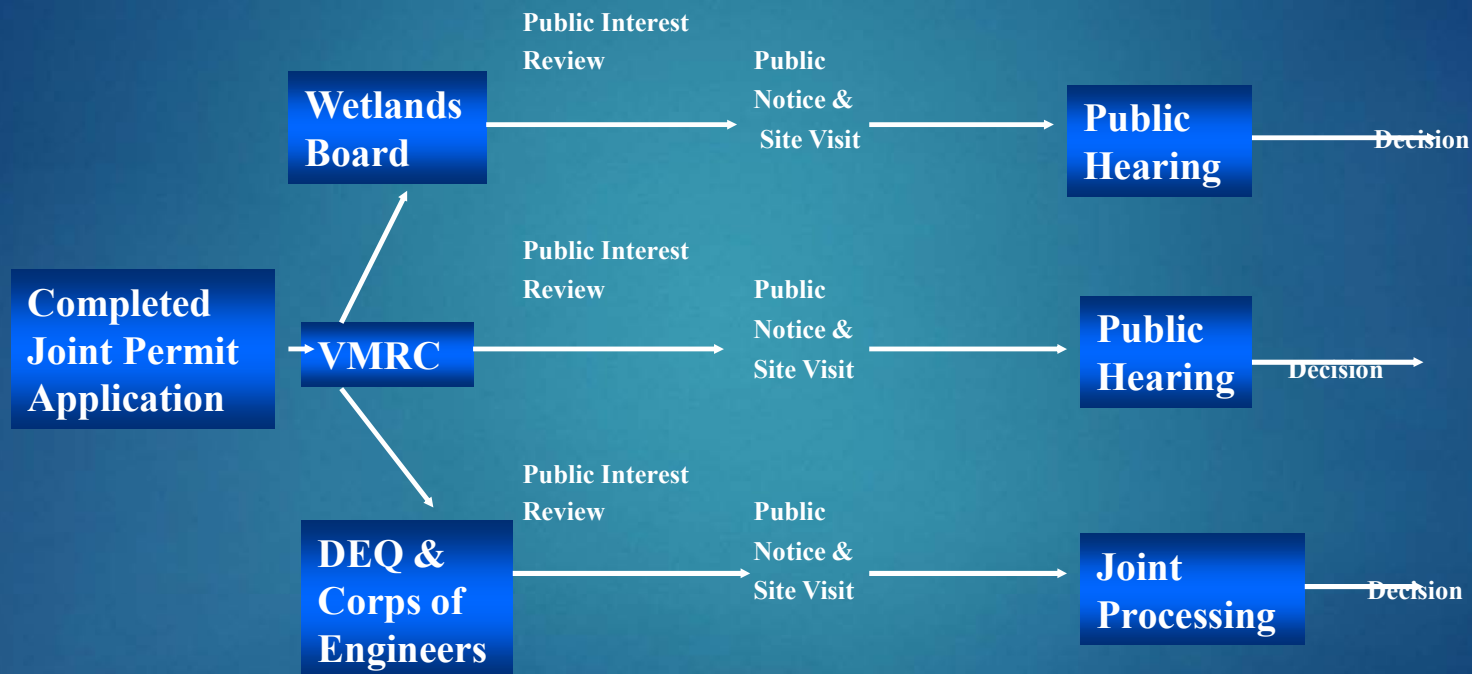 Completed
Joint Permit
Application
Wetlands
Board
Public Interest
Review
Public
Notice &
Site Visit
Public
Hearing
Decision
VMRC
Public Interest
Review
Public
Notice &
Site Visit
Public
Hearing
Decision
DEQ &
Corps of
Engineers
Public Interest
Review
Public
Notice &
Site Visit
Joint
Processing
Decision